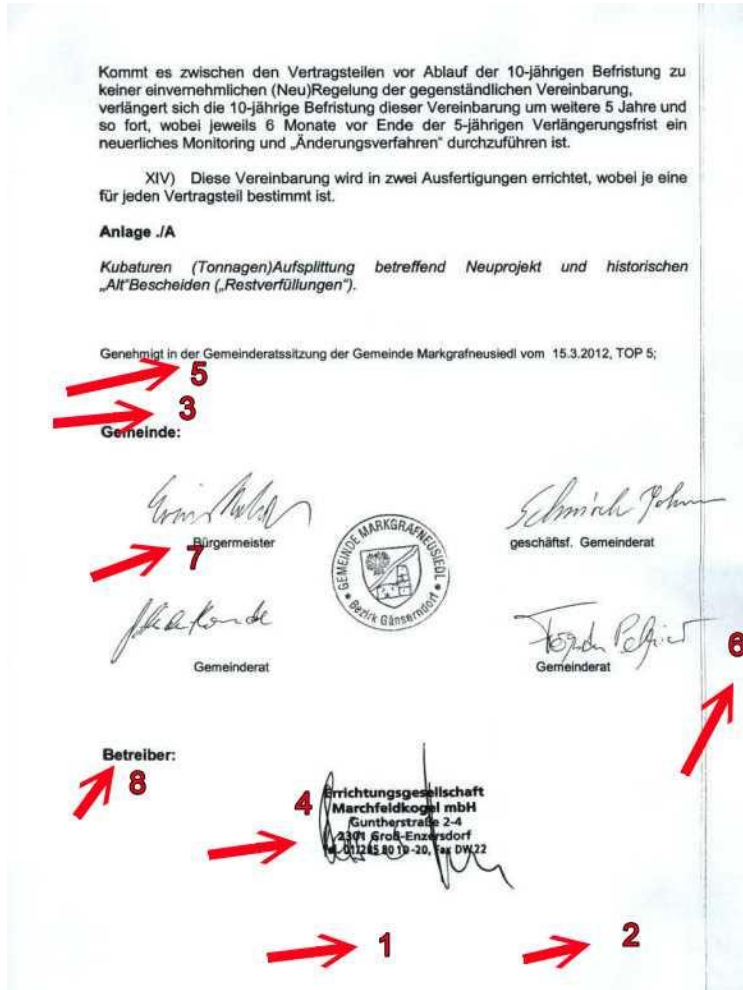 Kommt es zwischen den Vertragsteilen vor Ablauf der 10-jährigen Befristung zu
keiner einvernehmlichen (Neu)Regelung der gegenständlichen Vereinbarung,
verlängert sich die 10-jährige Befristung dieser Vereinbarung um weitere 5 Jahre und
so fort, wobei jeweils 6 Monate vor Ende der 5-jährigen Verlängerungsfrist ein
neuerliches Monitoring und „Änderungsverfahren" durchzuführen ist.
XIV) Diese Vereinbarung wird in zwei Ausfertigungen errichtet, wobei je eine
für jeden Vertragsteil bestimmt ist.
Anlage ./A
Kubaturen (Tonnagen)Aufsplittung betreffend Neuprojekt und historischen
„Alt"Bescheiden („Restverfüllungen").
Genehmigt in der Gemeinderatssitzung der Gemeinde Markgrafneusiedl vom 15.3.2012, TOP 5;
5
3
Gemeinde:
Bürgermeister
7
GEMEINDE MARKGRAFNEUSIEDL
Bezirk Gänserndorf
geschäftsf. Gemeinderat
Gemeinderat
Gemeinderat
6
Betreiber:
8
4
Errichtungsgesellschaft
Marchfeldkogel mbH
Guntherstraße 2-4
2301 Groß-Enzersdorf
Fax DW 22
1
2